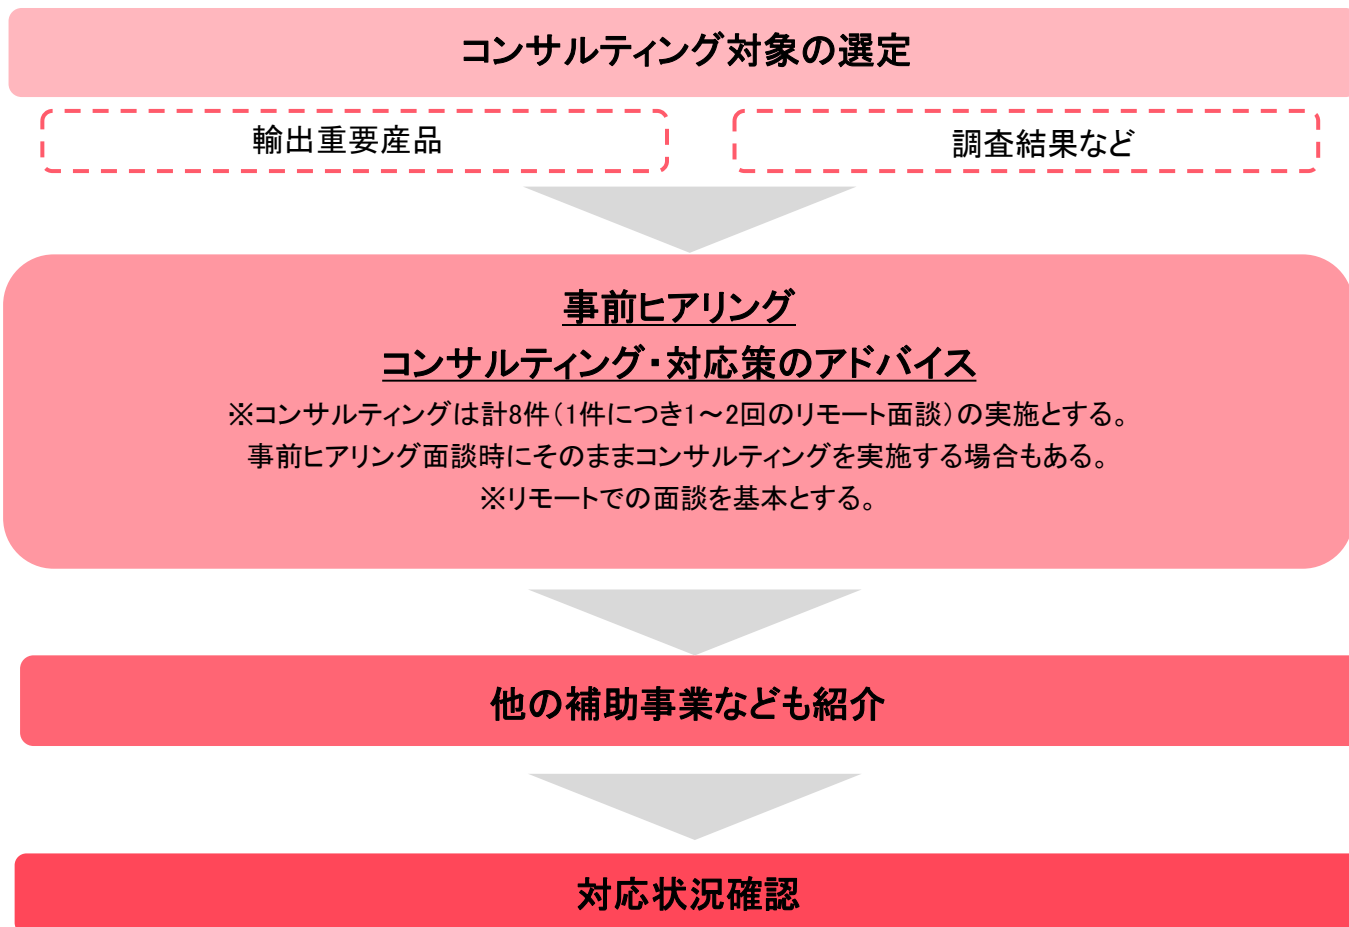 コンサルティング対象の選定
輸出重要産品
調査結果など
事前ヒアリング
コンサルティング・対応策のアドバイス
※コンサルティングは計8件（1件につき1～2回のリモート面談）の実施とする。
事前ヒアリング面談時にそのままコンサルティングを実施する場合もある。
※リモートでの面談を基本とする。
他の補助事業なども紹介
対応状況確認